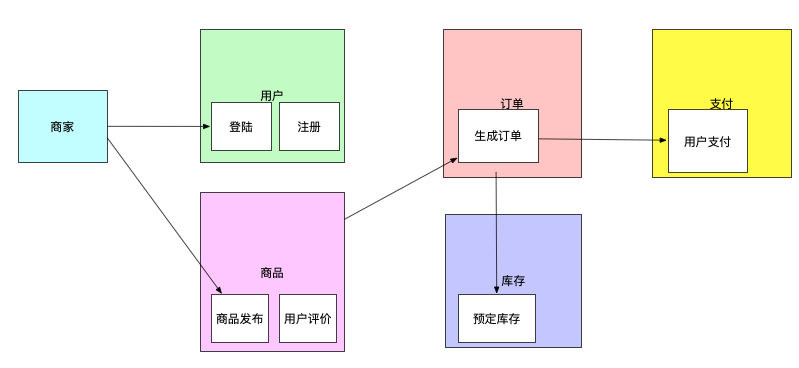 商家
用户
登陆
注册
商品
商品发布
用户评价
订单
生成订单
库存
预定库存
支付
用户支付